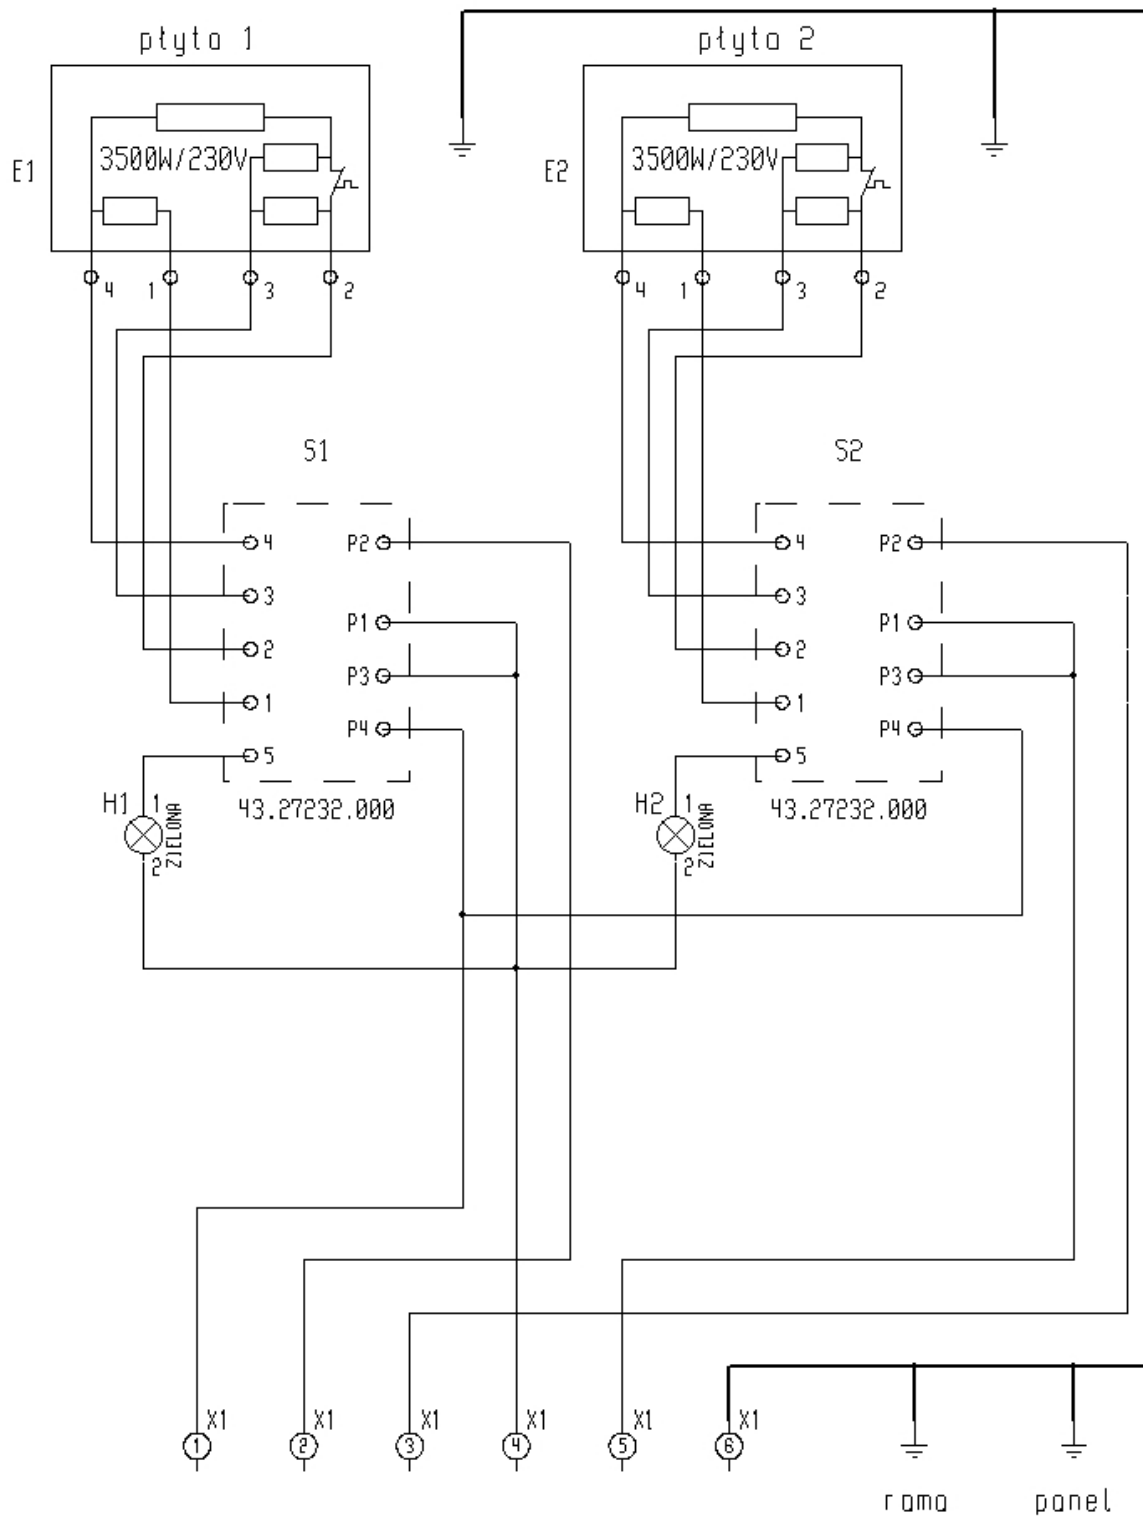 płyta 1
płyta 2
E1
3500W/230V
E2
3500W/230V
4 1 3 2
4 1 3 2
S1
S2
4 P2
3
P1
2
P3
1
P4
5
4 P2
3
P1
2
P3
1
P4
5
43.27232.000
43.27232.000
H1 1
ZIELONA
2
H2 1
ZIELONA
2
X1 X1 X1 X1 X1 X1
1 2 3 4 5 6
rama
panel